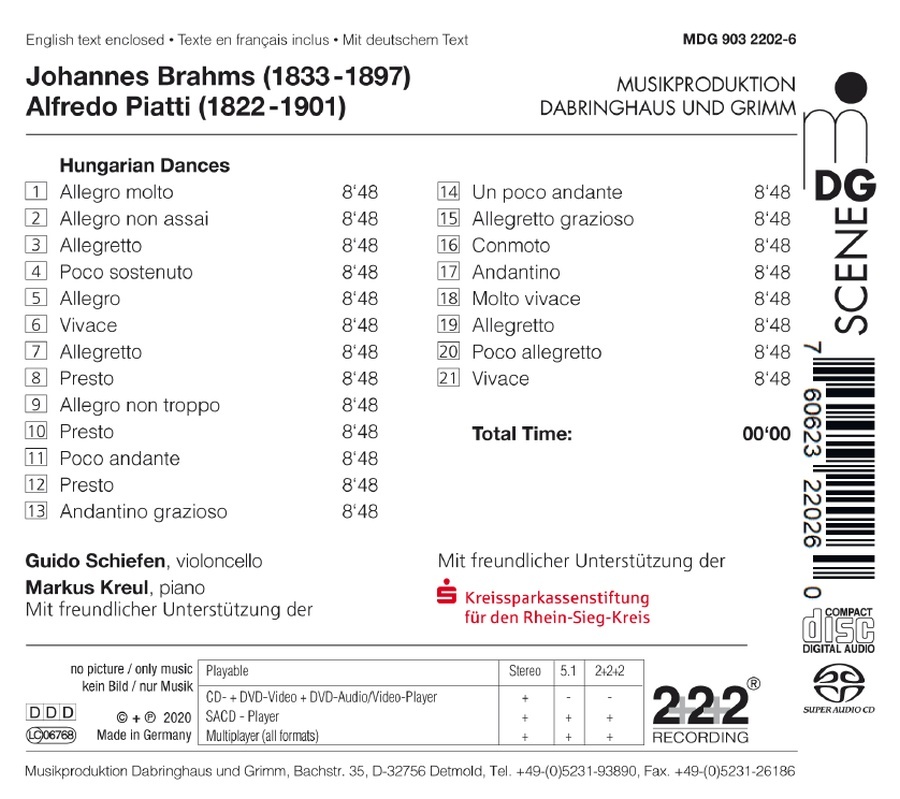 English text enclosed • Texte en français inclus • Mit deutschem Text
MDG 903 2202-6
Johannes Brahms (1833-1897)
Alfredo Piatti (1822-1901)
MUSIKPRODUKTION
DABRINGHAUS UND GRIMM
mDG
SCENE
Hungarian Dances
1 Allegro molto 8'48
2 Allegro non assai 8'48
3 Allegretto 8'48
4 Poco sostenuto 8'48
5 Allegro 8'48
6 Vivace 8'48
7 Allegretto 8'48
8 Presto 8'48
9 Allegro non troppo 8'48
10 Presto 8'48
11 Poco andante 8'48
12 Presto 8'48
13 Andantino grazioso 8'48
14 Un poco andante 8'48
15 Allegretto grazioso 8'48
16 Conmoto 8'48
17 Andantino 8'48
18 Molto vivace 8'48
19 Allegretto 8'48
20 Poco allegretto 8'48
21 Vivace 8'48
Total Time: 00'00
7 60623 22026 0
Guido Schiefen, violoncello
Markus Kreul, piano
Mit freundlicher Unterstützung der
Mit freundlicher Unterstützung der
Kreissparkassenstiftung
für den Rhein-Sieg-Kreis
COMPACT
disc
DIGITAL AUDIO
SUPER AUDIO CD
no picture / only music
kein Bild / nur Musik
DDD
LC 06768
© + ℗ 2020
Made in Germany
Playable Stereo 5.1 2+2+2
CD- + DVD-Video + DVD-Audio/Video-Player + - -
SACD - Player + + +
Multiplayer (all formats) + + +
2+2+2®
RECORDING
Musikproduktion Dabringhaus und Grimm, Bachstr. 35, D-32756 Detmold, Tel. +49-(0)5231-93890, Fax. +49-(0)5231-26186